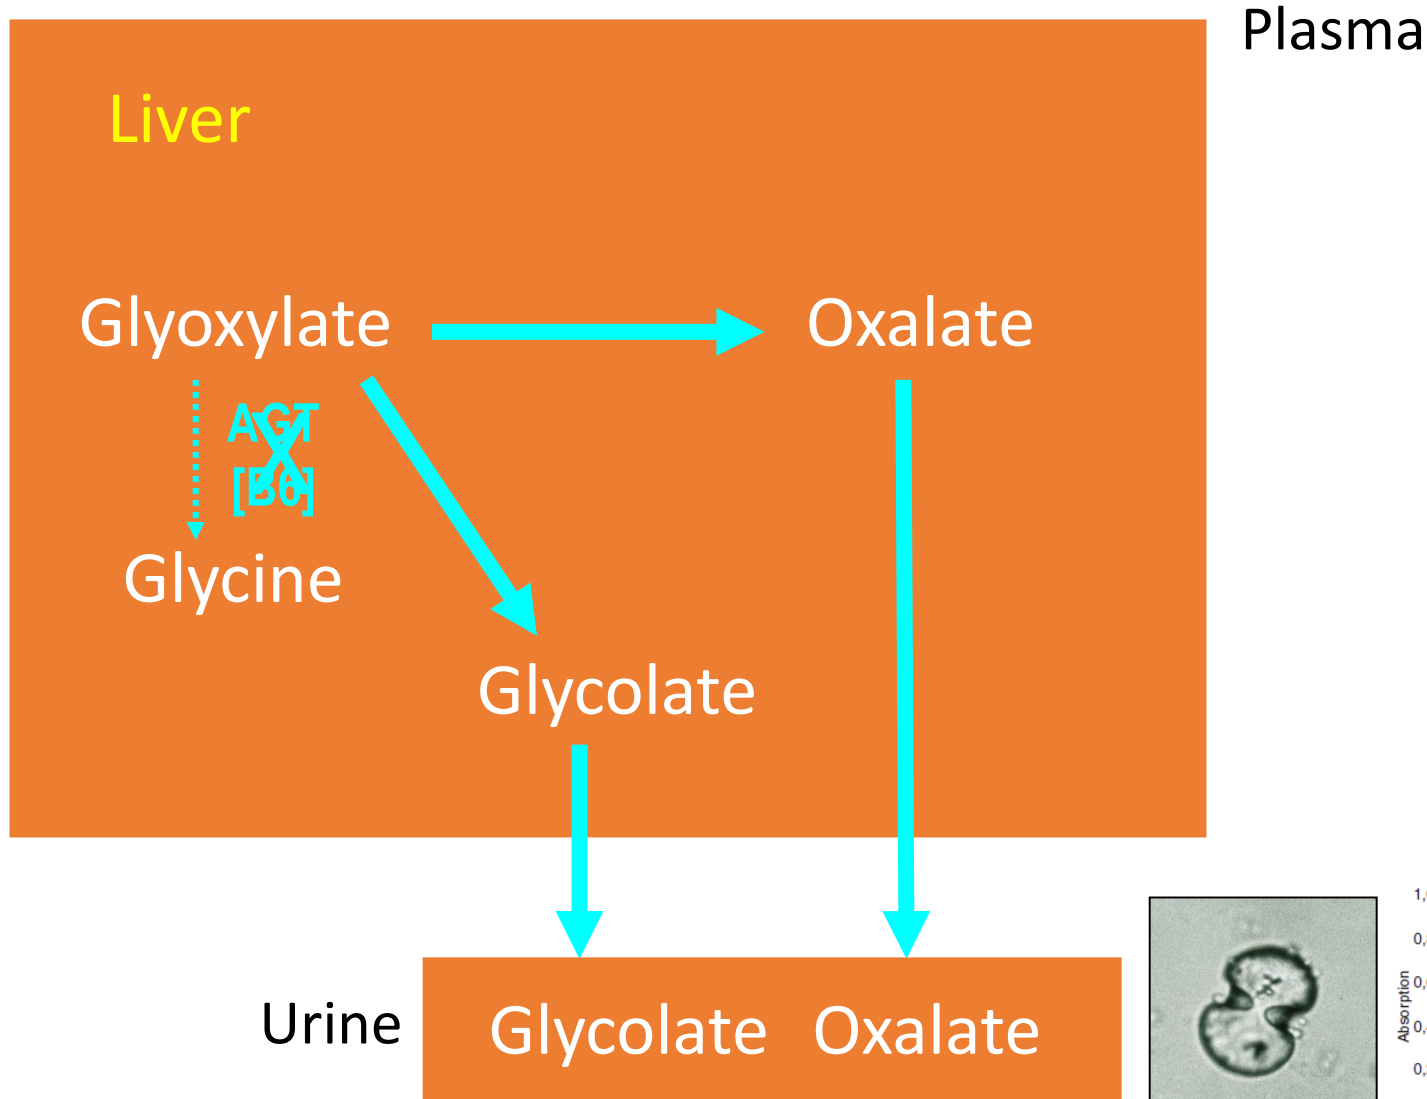 Plasma
Liver
Glyoxylate
Oxalate
AGT
[B6]
Glycine
Glycolate
Urine
Glycolate Oxalate
Absorption